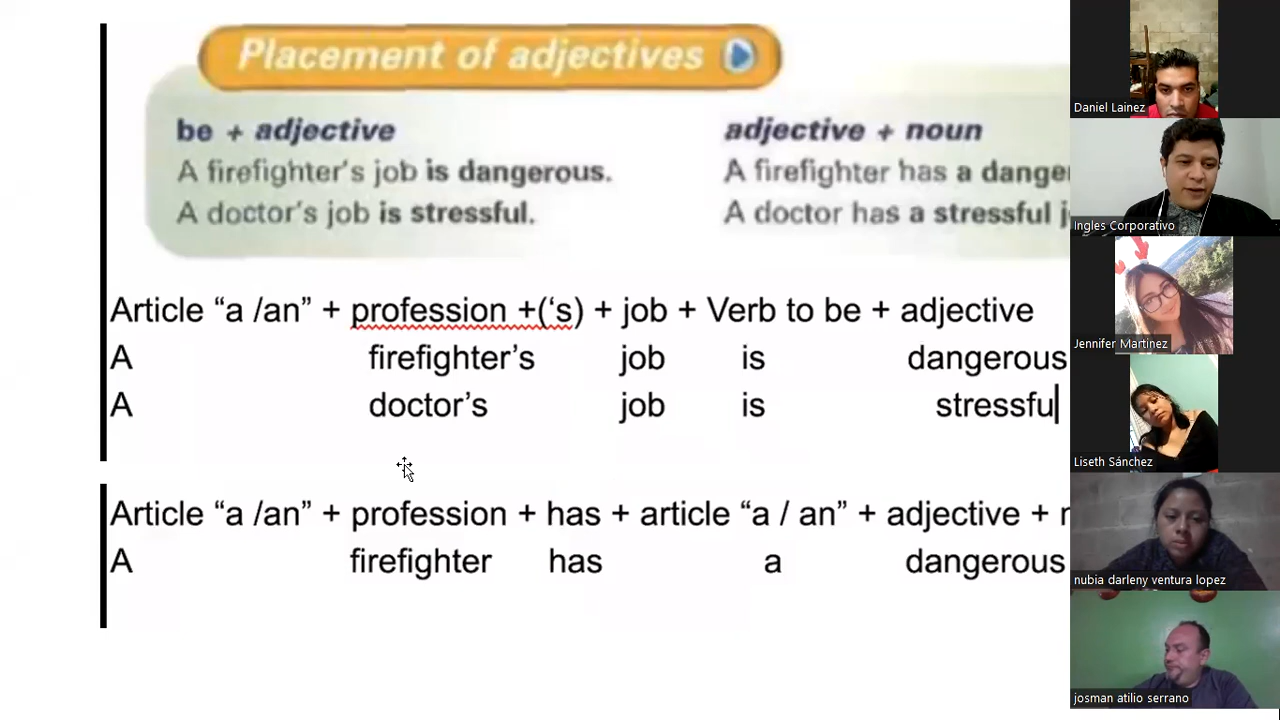 Placement of adjectives
be + adjective
A firefighter's job is dangerous.
A doctor's job is stressful.
adjective + noun
A firefighter has a
A doctor has a stressful
Article “a /an” + profession +(‘s) + job + Verb to be + adjective
A firefighter’s job is dangerous
A doctor’s job is stressfu
Article “a /an” + profession + has + article “a / an” + adjective +
A firefighter has a dangerous
Daniel Lainez
Ingles Corporativo
Jennifer Martinez
Liseth Sánchez
nubia darleny ventura lopez
josman atilio serrano